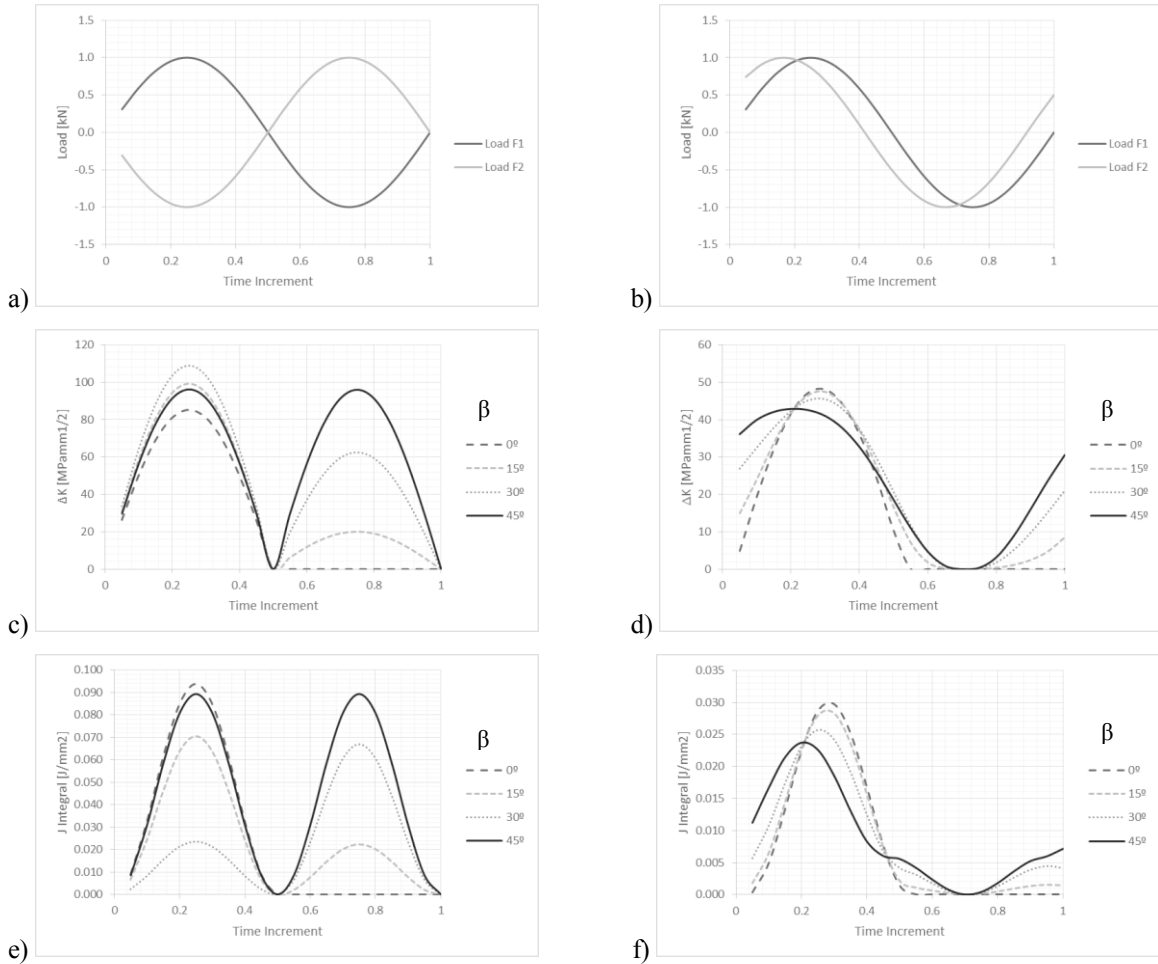 1.5
1.0
0.5
0.0
-0.5
-1.0
-1.5
Load [kN]
0 0.2 0.4 0.6 0.8 1
Time Increment
Load F1
Load F2
a)
1.5
1.0
0.5
0.0
-0.5
-1.0
-1.5
Load [kN]
0 0.2 0.4 0.6 0.8 1
Time Increment
Load F1
Load F2
b)
120
100
80
60
40
20
0
ΔK [MPamm1/2]
0 0.2 0.4 0.6 0.8 1
Time Increment
β
0º
15º
30º
45º
c)
60
50
40
30
20
10
0
ΔK [MPamm1/2]
0 0.2 0.4 0.6 0.8 1
Time Increment
β
0º
15º
30º
45º
d)
0.100
0.090
0.080
0.070
0.060
0.050
0.040
0.030
0.020
0.010
0.000
J Integral [J/mm2]
0 0.2 0.4 0.6 0.8 1
Time Increment
β
0º
15º
30º
45º
e)
0.035
0.030
0.025
0.020
0.015
0.010
0.005
0.000
J Integral [J/mm2]
0 0.2 0.4 0.6 0.8 1
Time Increment
β
0º
15º
30º
45º
f)